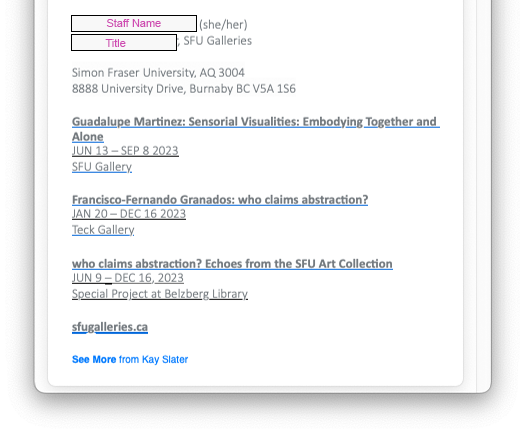 Staff Name (she/her)
Title , SFU Galleries
Simon Fraser University, AQ 3004
8888 University Drive, Burnaby BC V5A 1S6
Guadalupe Martinez: Sensorial Visualities: Embodying Together and
Alone
JUN 13 – SEP 8 2023
SFU Gallery
Francisco-Fernando Granados: who claims abstraction?
JAN 20 – DEC 16 2023
Teck Gallery
who claims abstraction? Echoes from the SFU Art Collection
JUN 9 – DEC 16, 2023
Special Project at Belzberg Library
sfugalleries.ca
See More from Kay Slater